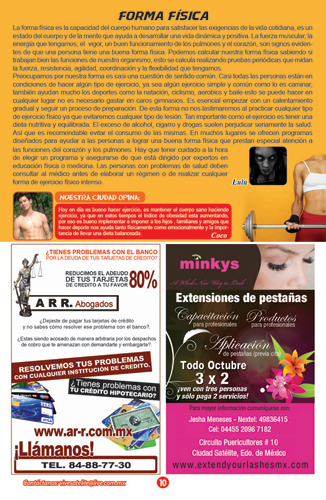 FORMA FÍSICA
La forma física es la capacidad del cuerpo humano para satisfacer las exigencias de la vida cotidiana, es un
estado del cuerpo y de la mente que ayuda a desarrollar una vida dinámica y positiva. La fuerza muscular, la
energía que tengamos, el vigor, un buen funcionamiento de los pulmones y el corazón, son signos eviden-
tes de que una persona tiene una buena forma física. Podemos calcular nuestra forma física sabiendo si
trabajan bien las funciones de nuestro organismo, esto se calcula realizando pruebas periódicas que midan
la fuerza, resistencia, agilidad, coordinación y la flexibilidad que tengamos.
Preocuparnos por nuestra forma es casi una cuestión de sentido común. Casi todas las personas están en
condiciones de hacer algún tipo de ejercicio, ya sea algún ejercicio simple y común como lo es caminar,
también ayudan mucho los deportes como la natación, ciclismo, aerobics y baile esto se puede hacer en
cualquier lugar no es necesario gastar en caros gimnasios. Es esencial empezar con un calentamiento
gradual y seguir un proceso de preparación. De esta forma no nos lastimaremos al practicar cualquier tipo
de ejercicio físico ya que evitaremos cualquier tipo de lesión. Tan importante como el ejercicio es tener una
dieta nutritiva y equilibrada. El exceso de alcohol, cigarro y drogas suelen perjudicar seriamente la salud.
Así que es recomendable evitar el consumo de las mismas. En muchos lugares se ofrecen programas
diseñados para ayudar a las personas a lograr una buena forma física que prestan especial atención a
las funciones del corazón y los pulmones. Hay que tener cuidado a la hora
de elegir un programa y asegurarse de que está dirigido por expertos en
educación física o medicina. Las personas con problemas de salud deben
consultar al médico antes de elaborar un régimen o de realizar cualquier
forma de ejercicio físico intenso.
Lulu
NUESTRA CIUDAD OPINA:
Hoy en día es bueno hacer ejercicio, es mantener el cuerpo sano haciendo
ejercicio, ya que en estos tiempos el índice de obesidad esta aumentando,
por eso es bueno implementar o imponer a los hijos , familiares y amigos que
hacer deporte nos ayuda tanto físicamente como emocionalmente y la impor-
tancia de llevar una dieta balanceada.
Coco
¿TIENES PROBLEMAS CON EL BANCO
POR LA DEUDA DE TUS TARJETAS DE CRÉDITO?
REDUCIMOS EL ADEUDO
DE TUS TARJETAS
DE CRÉDITO A TU FAVOR
80%
A R R. Abogados
¿Dejaste de pagar tus tarjetas de crédito
y no sabes cómo resolver ese problema con el banco?.
¿Estás siendo acosado de manera arbitraria por los despachos
de cobro que te amenazan con demandarte y embargarte?.
RESOLVEMOS TUS PROBLEMAS
CON CUALQUIER INSTITUCIÓN DE CRÉDITO.
¿Tienes problemas con
TU CRÉDITO HIPOTECARIO?
www.ar-r.com.mx
¡Llámanos!
TEL. 84-88-77-30
minkys
A Whole New Way to Look
Extensiones de pestañas
Capacitación
para profesionales
Productos
para profesionales
Aplicación
de pestañas (previa cita)
Todo Octubre
3 x 2
¡ven con tres personas
y sólo paga 2 servicios!
Para mayor información comuníquese con:
Jesha Meneses - Nextel: 49836415
Cel: 04455 2096 7182
Circuito Puericultores # 10
Ciudad Satélite, Edo. de México
www.extendyourlashesmx.com
10